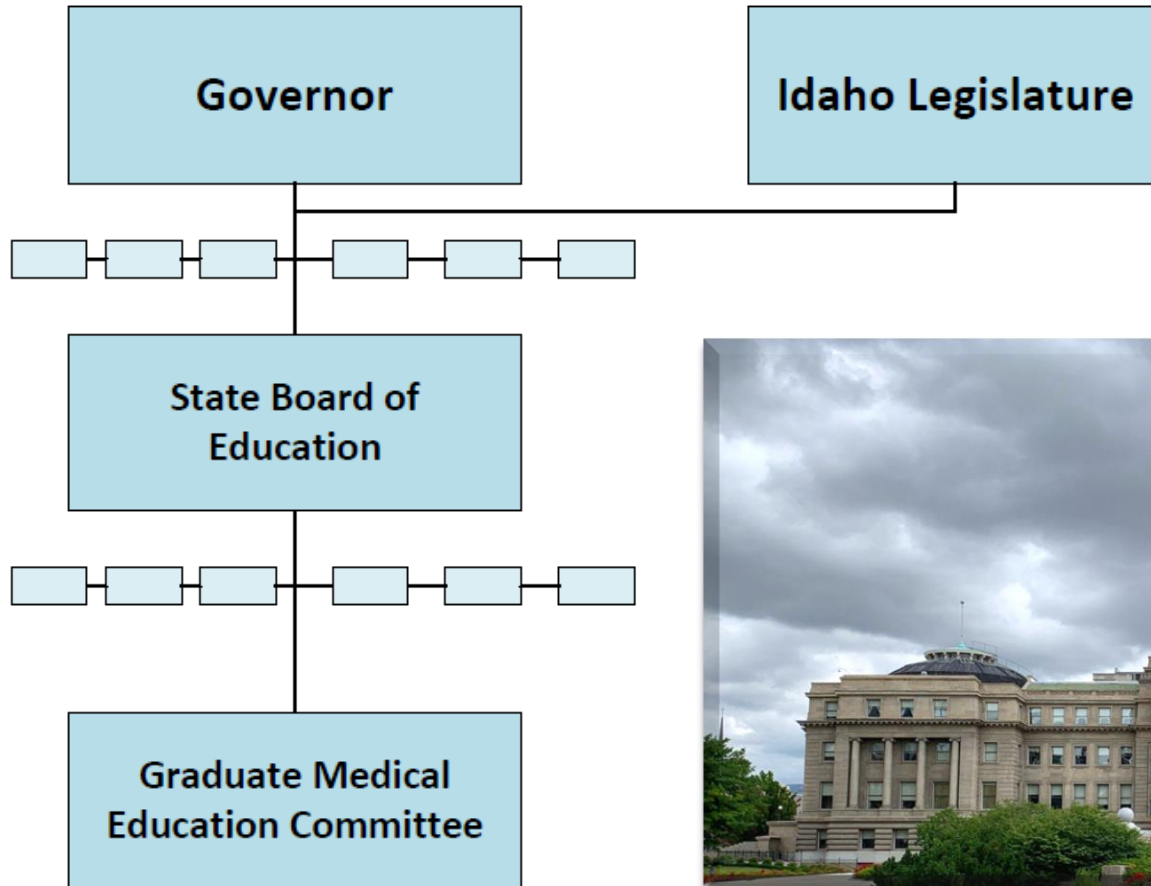 Governor
Idaho Legislature
State Board of
Education
Graduate Medical
Education Committee